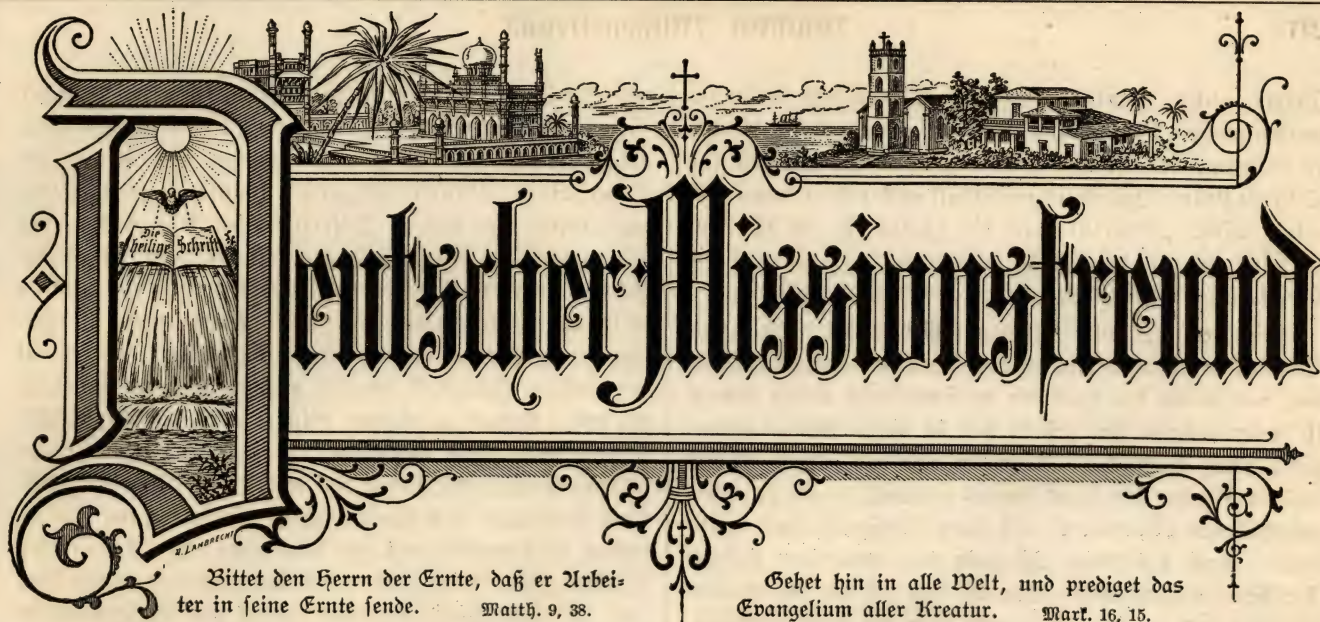 Deutscher Missionsfreund
Die heilige Schrift
Bittet den Herrn der Ernte, daß er Arbei-
ter in seine Ernte sende. Matth. 9, 38.
Gehet hin in alle Welt, und prediget das
Evangelium aller Kreatur. Mark. 16, 15.